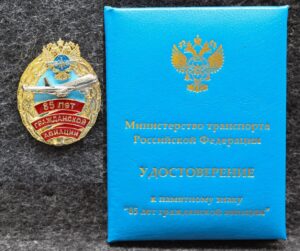 85 ЛЕТ
ГРАЖДАНСКОЙ
АВИАЦИИ
Министерство транспорта
Российской Федерации
УДОСТОВЕРЕНИЕ
к памятному знаку
"85 лет гражданской авиации"